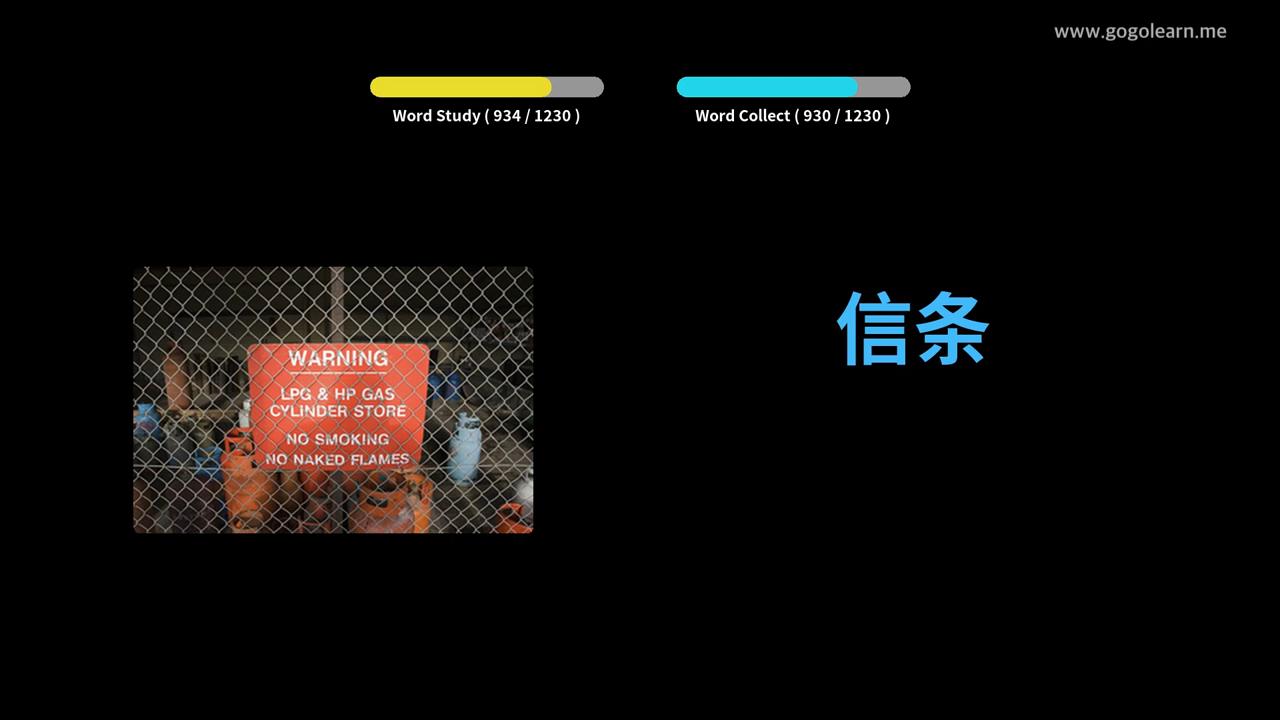 www.gogolearn.me
Word Study ( 934 / 1230 )
Word Collect ( 930 / 1230 )
信条
WARNING
LPG & HP GAS
CYLINDER STORE
NO SMOKING
NO NAKED FLAMES